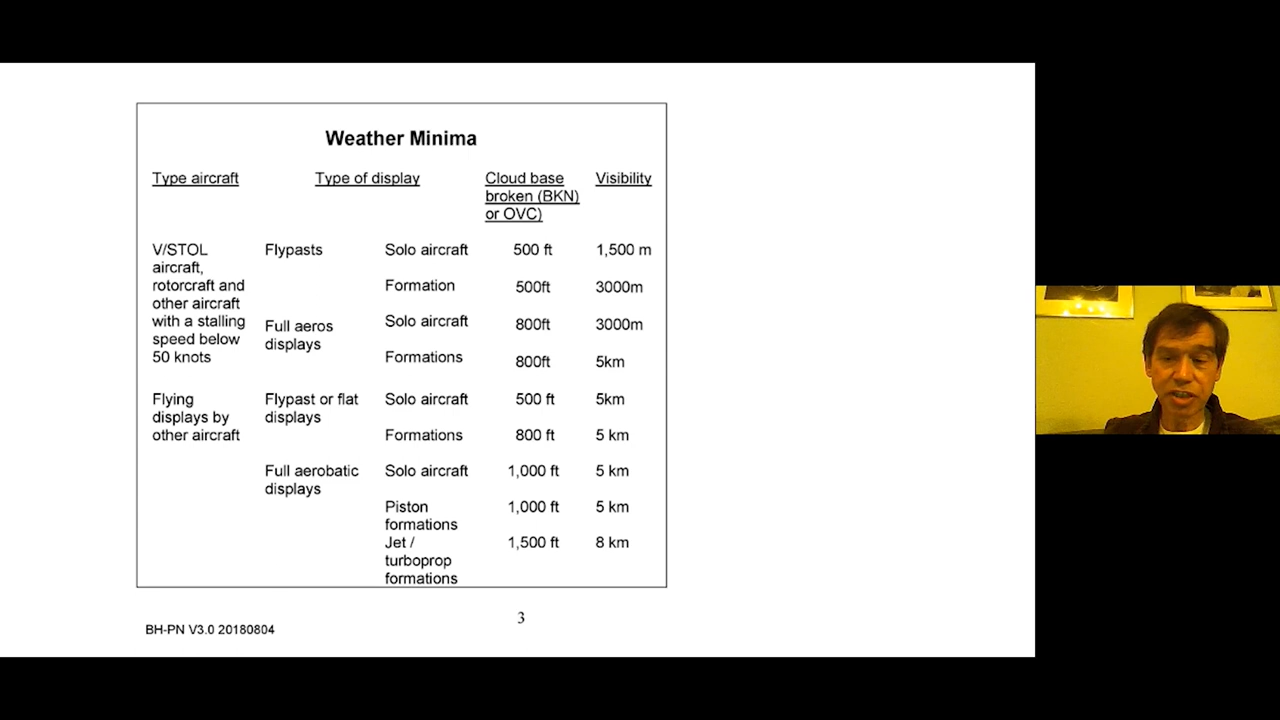 Weather Minima
Type aircraft Type of display Cloud base Visibility
broken (BKN)
or OVC)
V/STOL Flypasts Solo aircraft 500 ft 1,500 m
aircraft,
rotorcraft and Formation 500ft 3000m
other aircraft
with a stalling Full aeros Solo aircraft 800ft 3000m
speed below displays
50 knots Formations 800ft 5km
Flying Flypast or flat Solo aircraft 500 ft 5km
displays by displays
other aircraft Formations 800 ft 5 km
Full aerobatic Solo aircraft 1,000 ft 5 km
displays
Piston 1,000 ft 5 km
formations
Jet / 1,500 ft 8 km
turboprop
formations
3
BH-PN V3.0 20180804